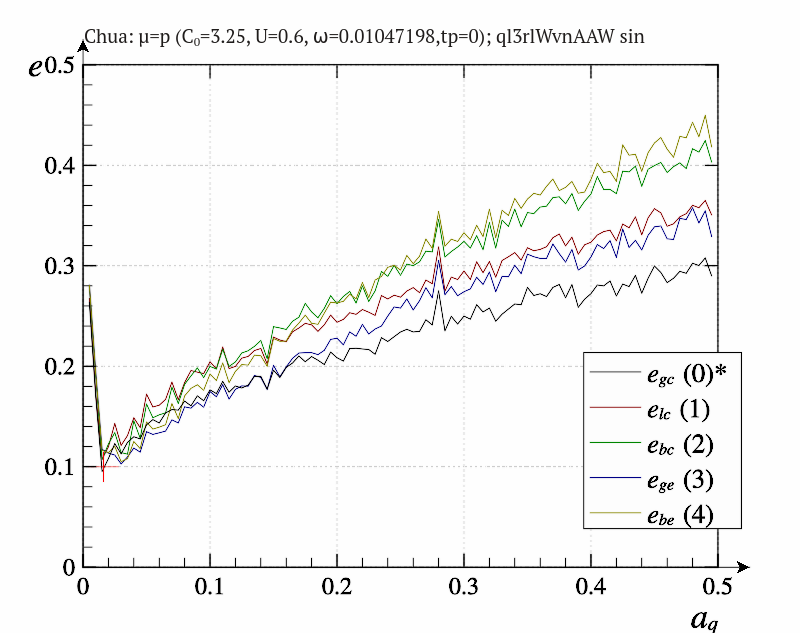 Chua: μ=p (C₀=3.25, U=0.6, ω=0.01047198,tp=0); ql3rlWvnAAW sin
e
0.5
0.4
0.3
0.2
0.1
0
e_gc (0)*
e_lc (1)
e_bc (2)
e_ge (3)
e_be (4)
0 0.1 0.2 0.3 0.4 0.5
a_q